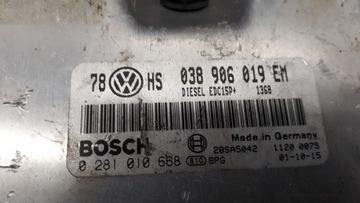 78 HS 038 906 019 EM
DIESEL EDC15P+ 1368
Made in Germany
BOSCH 28SA5042 1120 0075
0 281 010 668 810 BPG 01-10-15